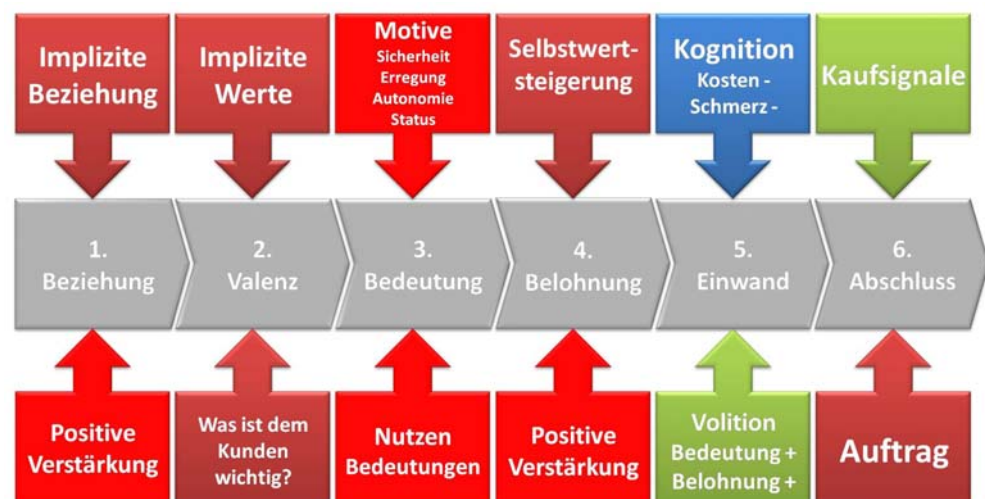 Implizite
Beziehung
Implizite
Werte
Motive
Sicherheit
Erregung
Autonomie
Status
Selbstwert-
steigerung
Kognition
Kosten -
Schmerz -
Kaufsignale
1.
Beziehung
2.
Valenz
3.
Bedeutung
4.
Belohnung
5.
Einwand
6.
Abschluss
Positive
Verstärkung
Was ist dem
Kunden
wichtig?
Nutzen
Bedeutungen
Positive
Verstärkung
Volition
Bedeutung +
Belohnung +
Auftrag